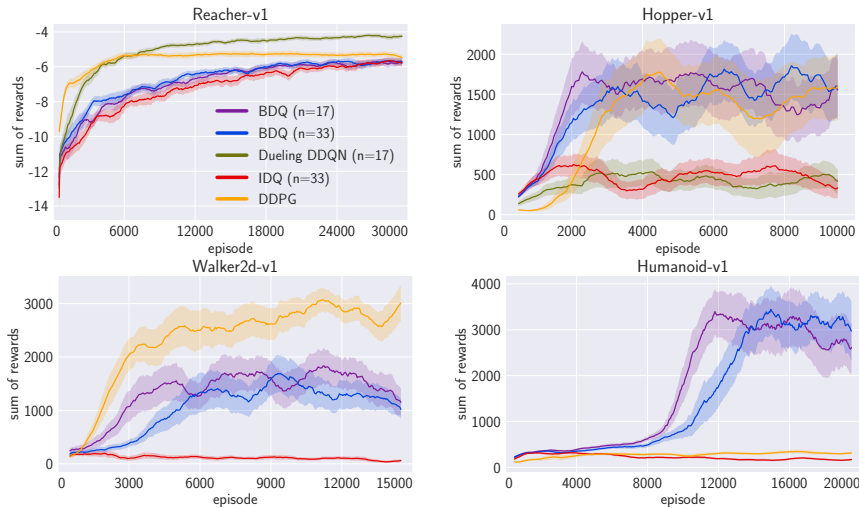 Reacher-v1
sum of rewards
-4
-6
-8
-10
-12
-14
BDQ (n=17)
BDQ (n=33)
Dueling DDQN (n=17)
IDQ (n=33)
DDPG
0
6000
12000
18000
24000
30000
episode
Hopper-v1
sum of rewards
2000
1500
1000
500
0
0
2000
4000
6000
8000
10000
episode
Walker2d-v1
sum of rewards
3000
2000
1000
0
0
3000
6000
9000
12000
15000
episode
Humanoid-v1
sum of rewards
4000
3000
2000
1000
0
0
4000
8000
12000
16000
20000
episode